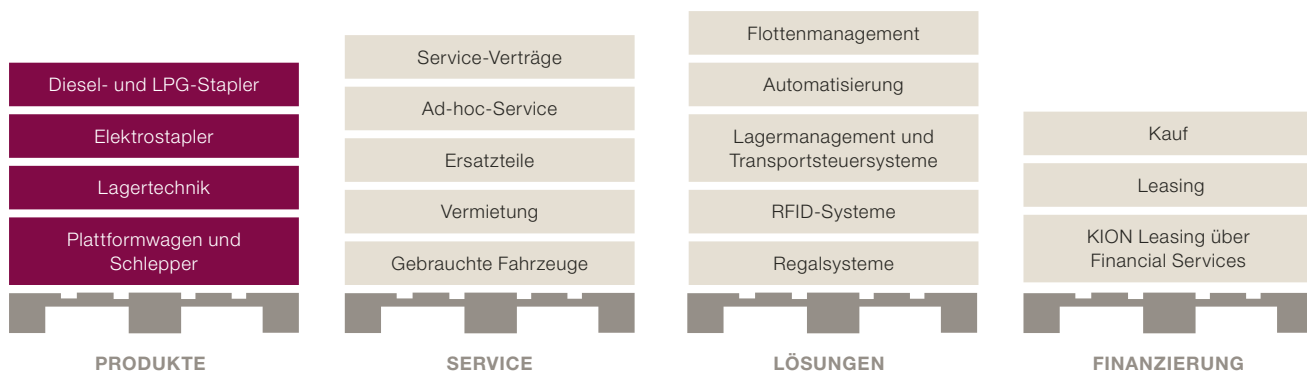 Diesel- und LPG-Stapler
Elektrostapler
Lagertechnik
Plattformwagen und
Schlepper
PRODUKTE
Service-Verträge
Ad-hoc-Service
Ersatzteile
Vermietung
Gebrauchte Fahrzeuge
SERVICE
Flottenmanagement
Automatisierung
Lagermanagement und
Transportsteuersysteme
RFID-Systeme
Regalsysteme
LÖSUNGEN
Kauf
Leasing
KION Leasing über
Financial Services
FINANZIERUNG